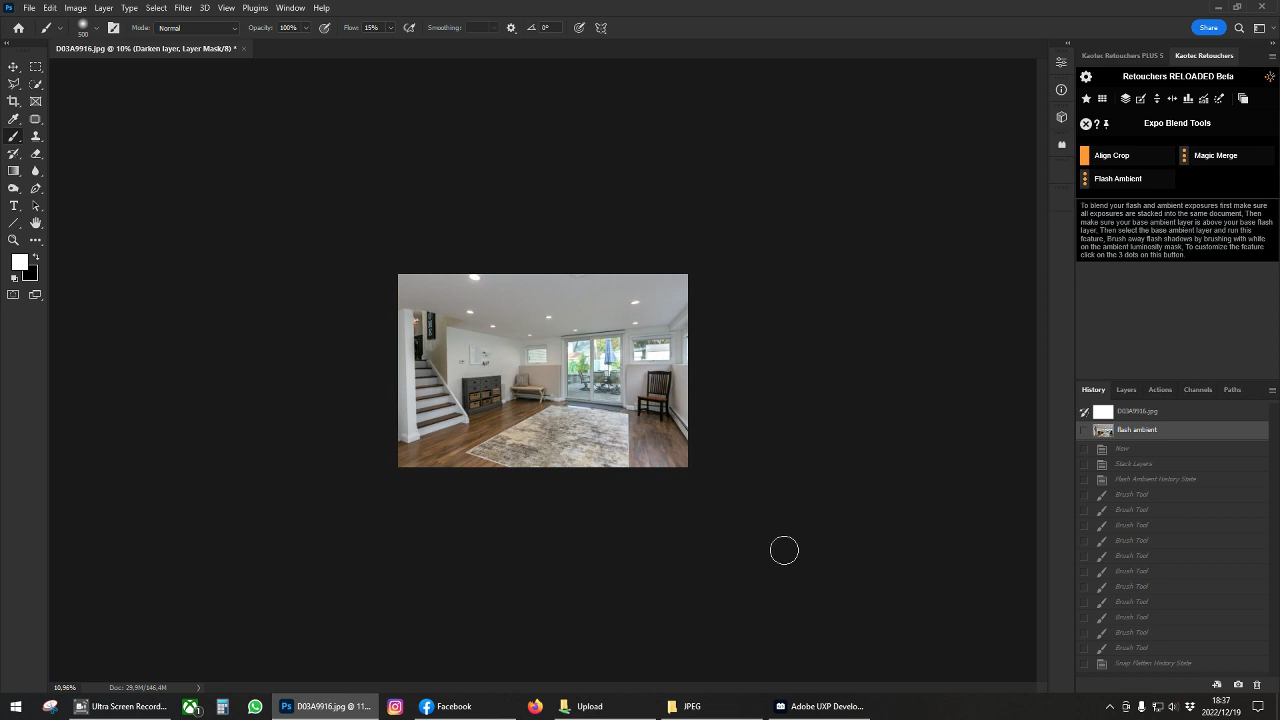 File Edit Image Layer Type Select Filter 3D View Plugins Window Help
500 Mode: Normal Opacity: 100% Flow: 15% Smoothing: 0° Share
D03A9916.jpg @ 10% (Darken layer, Layer Mask/8) * ×
Kaotec Retouchers PLUS 5 Kaotec Retouchers
Retouchers RELOADED Beta
Expo Blend Tools
Align Crop Magic Merge
Flash Ambient
To blend your flash and ambient exposures first make sure
all exposures are stacked into the same document, Then
make sure your base ambient layer is above your base flash
layer, Then select the base ambient layer and run this
feature, Brush away flash shadows by brushing with white
on the ambient luminosity mask, To customize the feature
click on the 3 dots on this button.
History Layers Actions Channels Paths
D03A9916.jpg
flash ambient
New
Stack Layers
Flash Ambient History State
Brush Tool
Brush Tool
Brush Tool
Brush Tool
Brush Tool
Brush Tool
Brush Tool
Brush Tool
Brush Tool
Brush Tool
Brush Tool
Snap Flatten History State
10,96% Doc: 29,9M/146,4M
Ultra Screen Record... 1 D03A9916.jpg @ 11... Facebook Upload JPEG Adobe UXP Develo...
18:37
2022/12/19